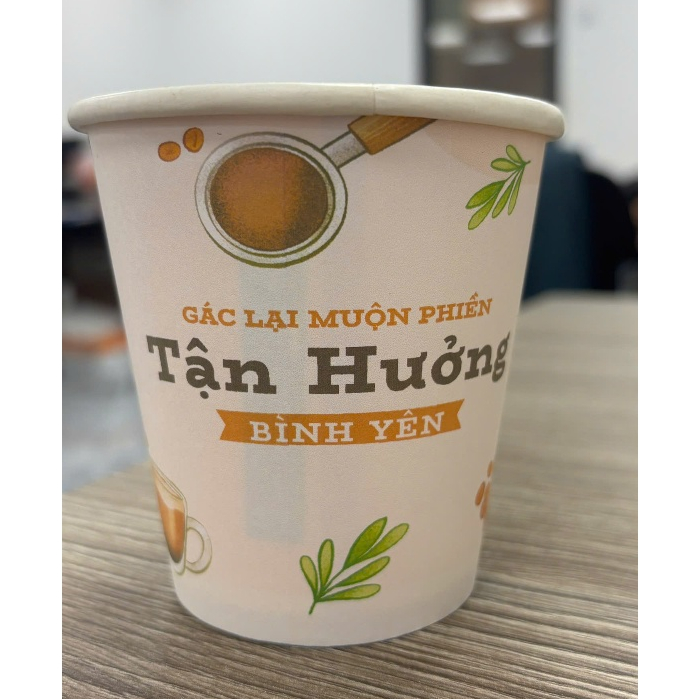 GÁC LẠI MUỘN PHIỀN
Tận Hưởng
BÌNH YÊN